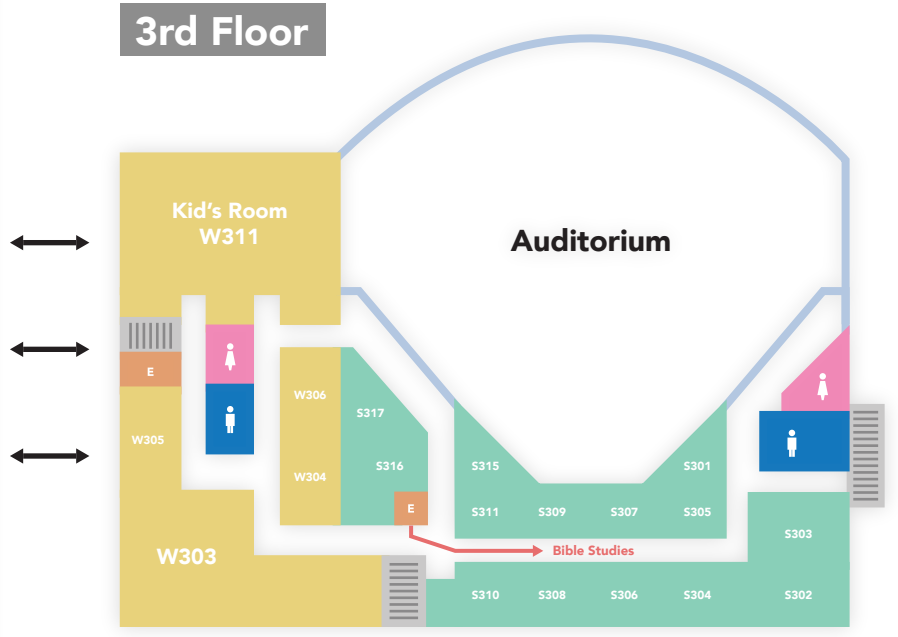 3rd Floor
Kid's Room
W311
Auditorium
E
W305
W306
W304
S317
S316
E
S315
S301
S311
S309
S307
S305
Bible Studies
W303
S303
S310
S308
S306
S304
S302